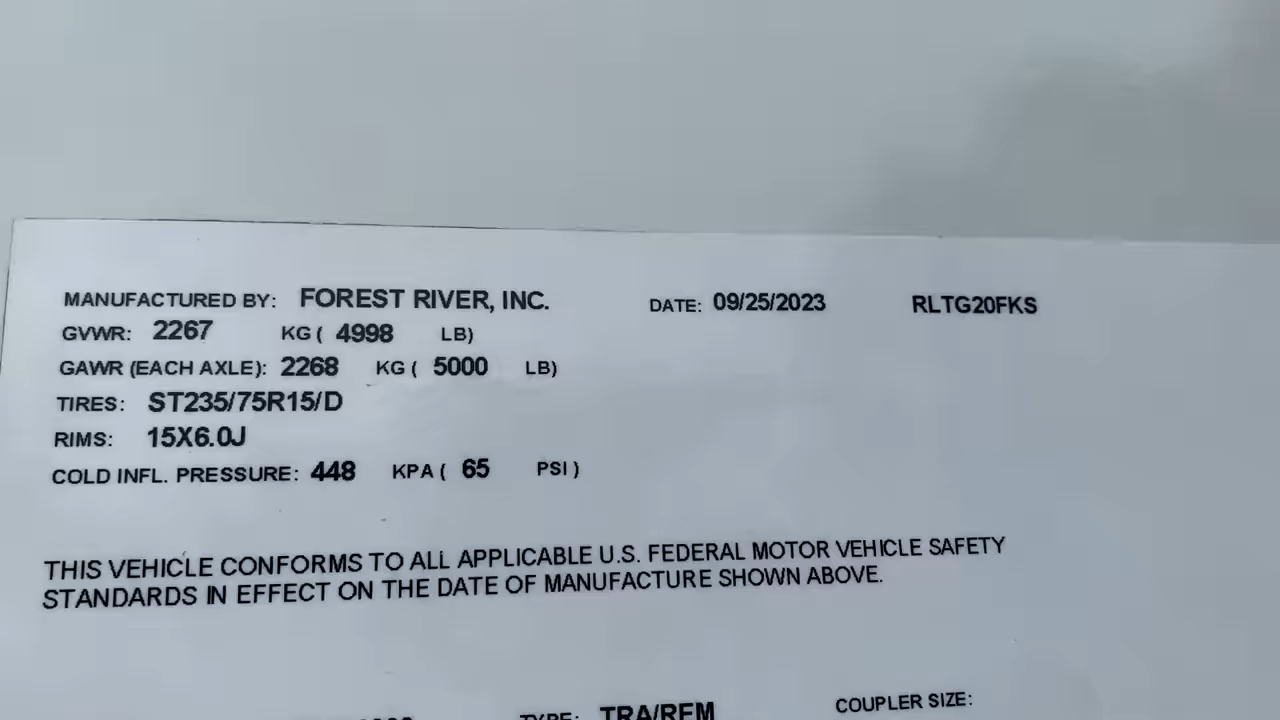 MANUFACTURED BY: FOREST RIVER, INC. DATE: 09/25/2023 RLTG20FKS
GVWR: 2267 KG ( 4998 LB)
GAWR (EACH AXLE): 2268 KG ( 5000 LB)
TIRES: ST235/75R15/D
RIMS: 15X6.0J
COLD INFL. PRESSURE: 448 KPA ( 65 PSI )
THIS VEHICLE CONFORMS TO ALL APPLICABLE U.S. FEDERAL MOTOR VEHICLE SAFETY
STANDARDS IN EFFECT ON THE DATE OF MANUFACTURE SHOWN ABOVE.
TYPE: TRA/REM COUPLER SIZE: